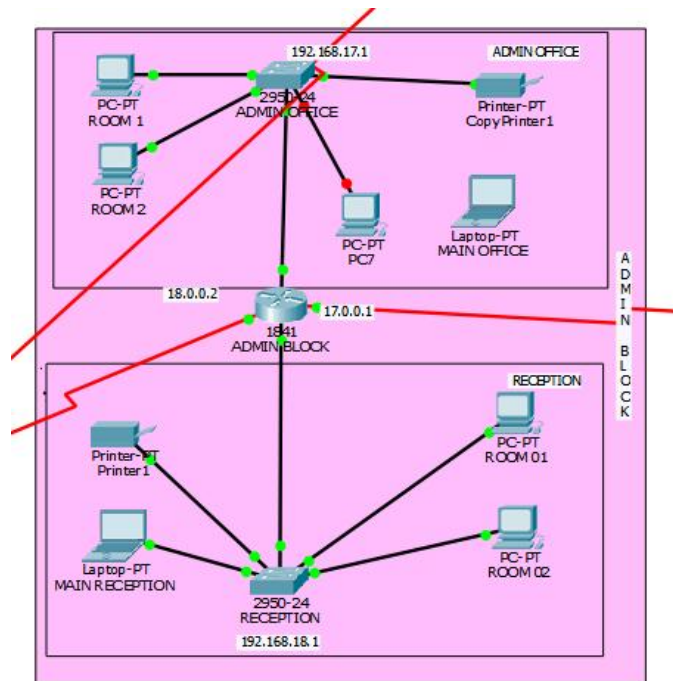 192.168.17.1
ADMIN OFFICE
PC-PT
ROOM 1
2950-24
ADMIN OFFICE
Printer-PT
CopyPrinter1
PC-PT
ROOM 2
PC-PT
PC7
Laptop-PT
MAIN OFFICE
18.0.0.2
17.0.0.1
1841
ADMIN BLOCK
ADMIN BLOCK
RECEPTION
Printer-PT
Printer1
PC-PT
ROOM 01
Laptop-PT
MAIN RECEPTION
2950-24
RECEPTION
PC-PT
ROOM 02
192.168.18.1